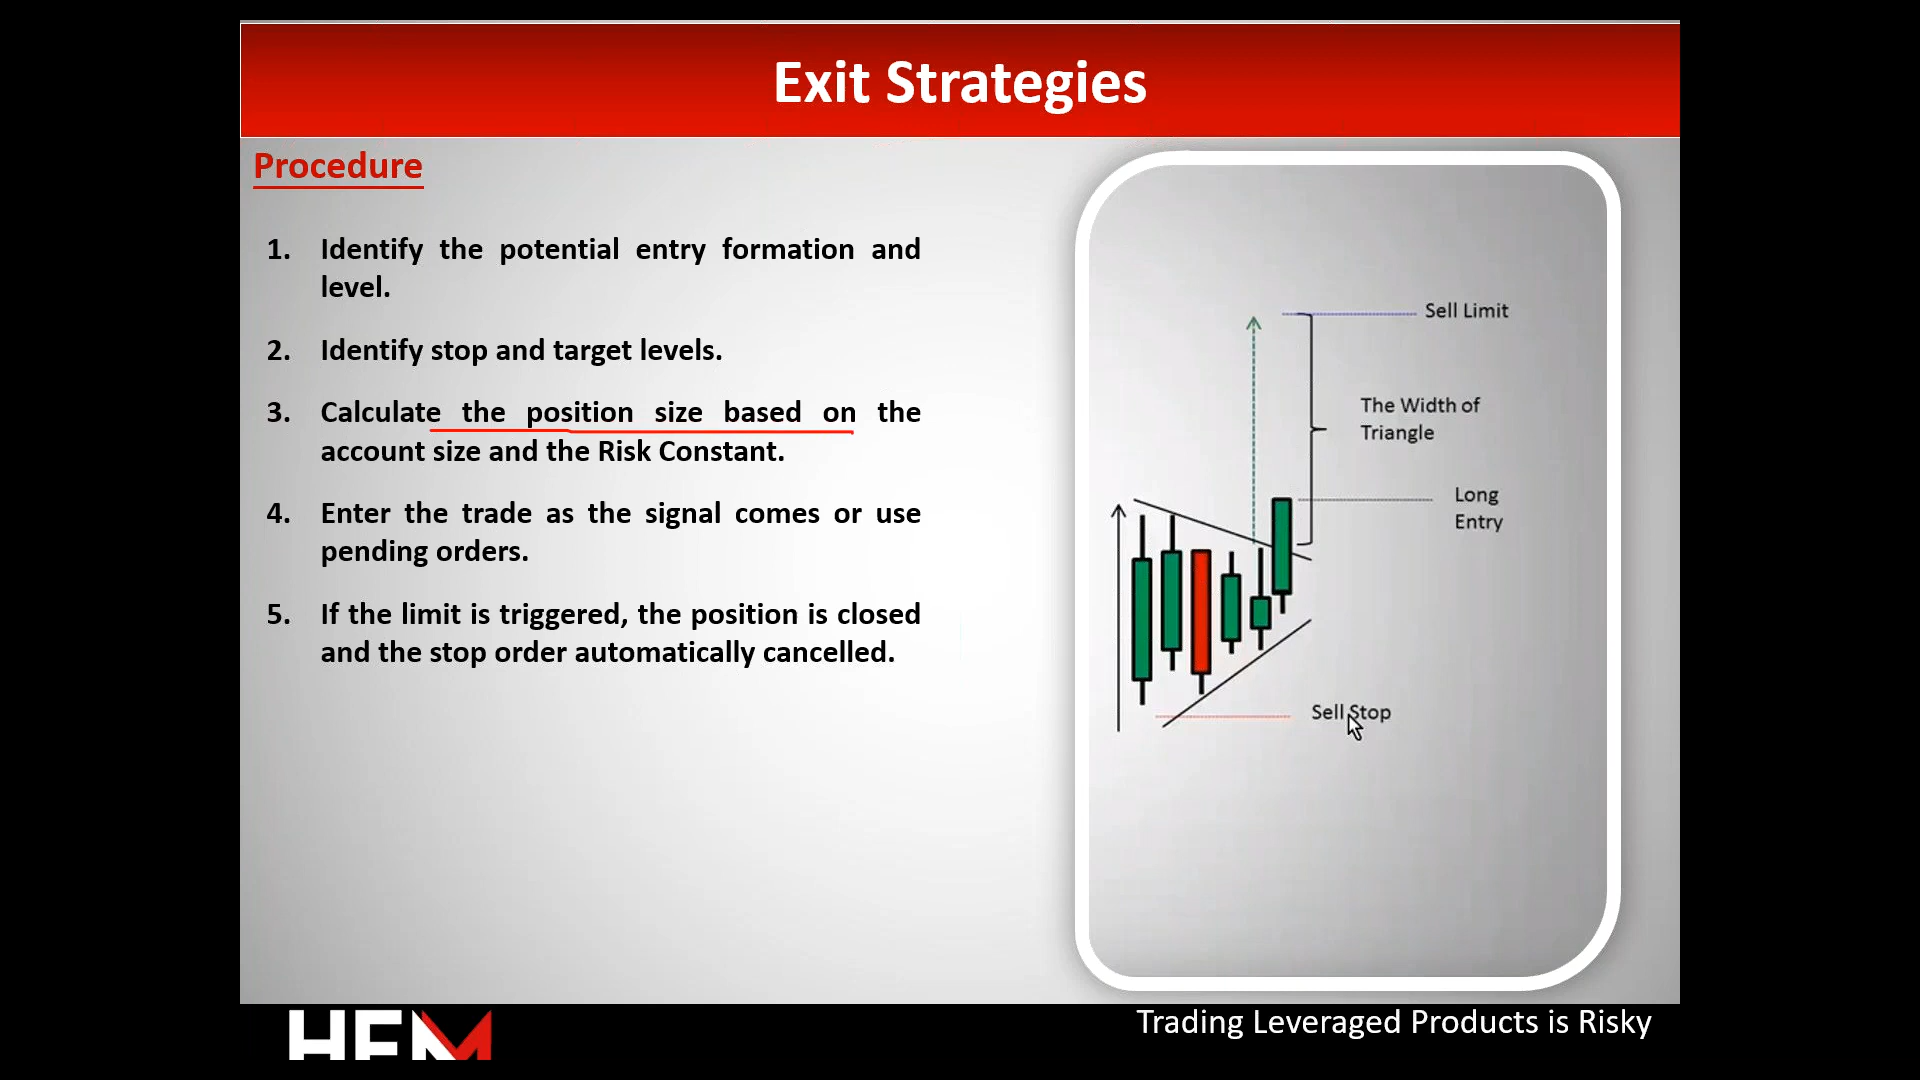 Exit Strategies
Procedure
1. Identify the potential entry formation and
level.
2. Identify stop and target levels.
3. Calculate the position size based on the
account size and the Risk Constant.
4. Enter the trade as the signal comes or use
pending orders.
5. If the limit is triggered, the position is closed
and the stop order automatically cancelled.
Sell Limit
The Width of
Triangle
Long
Entry
Sell Stop
HFM
Trading Leveraged Products is Risky